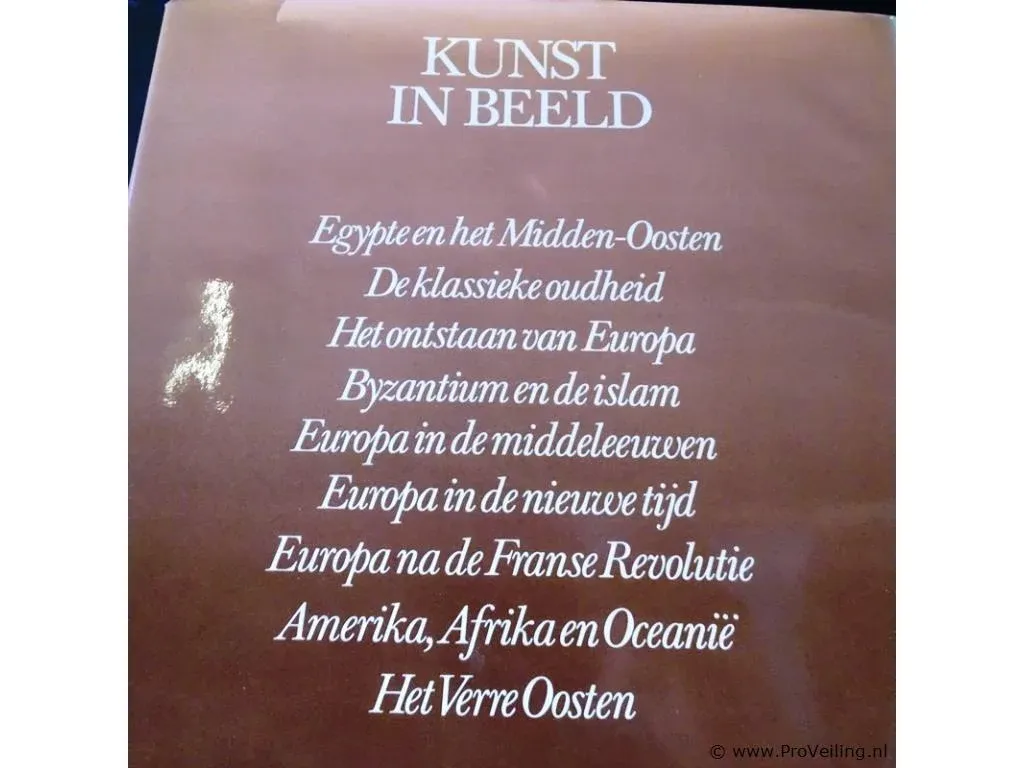 KUNST
IN BEELD
Egypte en het Midden-Oosten
De klassieke oudheid
Het ontstaan van Europa
Byzantium en de islam
Europa in de middeleeuwen
Europa in de nieuwe tijd
Europa na de Franse Revolutie
Amerika, Afrika en Oceanië
Het Verre Oosten
© www.ProVeiling.nl